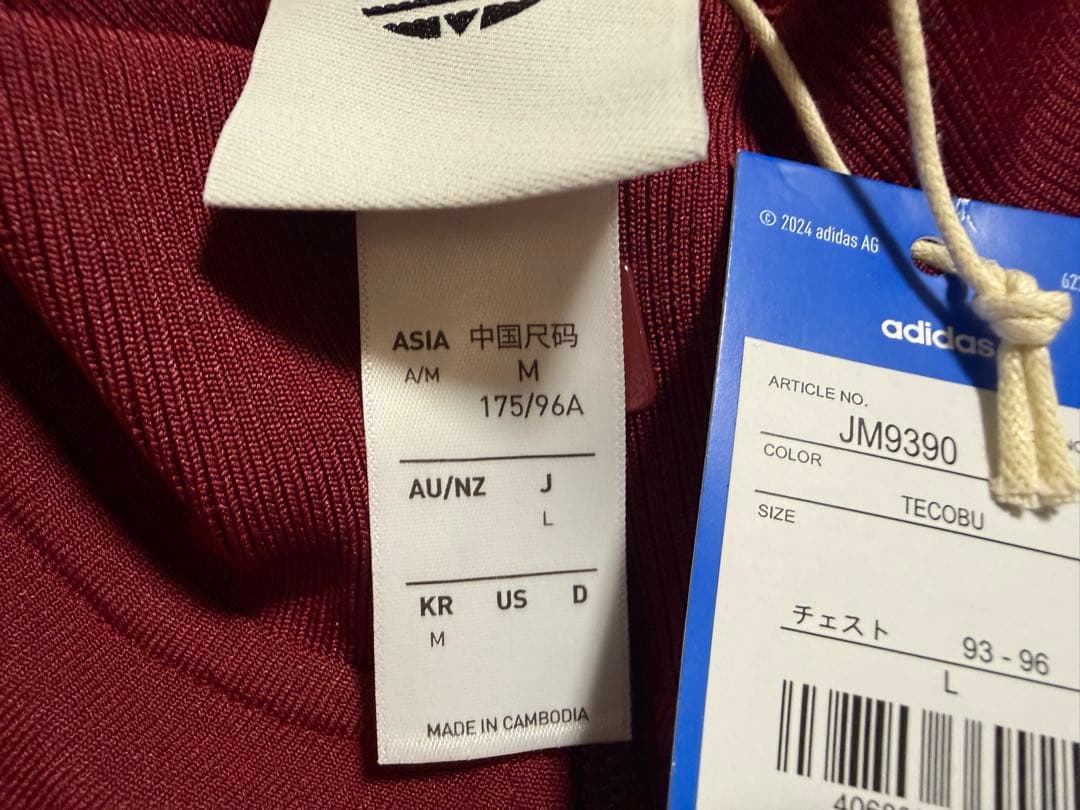 ASIA 中国尺码
A/M M
175/96A
AU/NZ J
L
KR US D
M
MADE IN CAMBODIA
© 2024 adidas AG
adidas
ARTICLE NO.
JM9390
COLOR
TECOBU
SIZE
チェスト 93 - 96
L